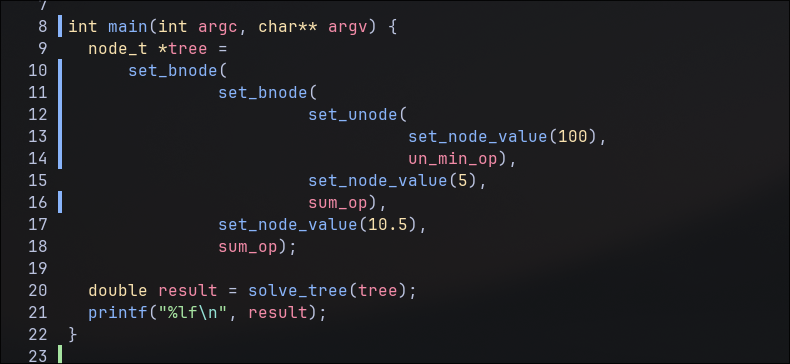 7
8 int main(int argc, char** argv) {
9   node_t *tree =
10       set_bnode(
11                set_bnode(
12                         set_unode(
13                                   set_node_value(100),
14                                   un_min_op),
15                         set_node_value(5),
16                         sum_op),
17                set_node_value(10.5),
18                sum_op);
19
20   double result = solve_tree(tree);
21   printf("%lf\n", result);
22 }
23